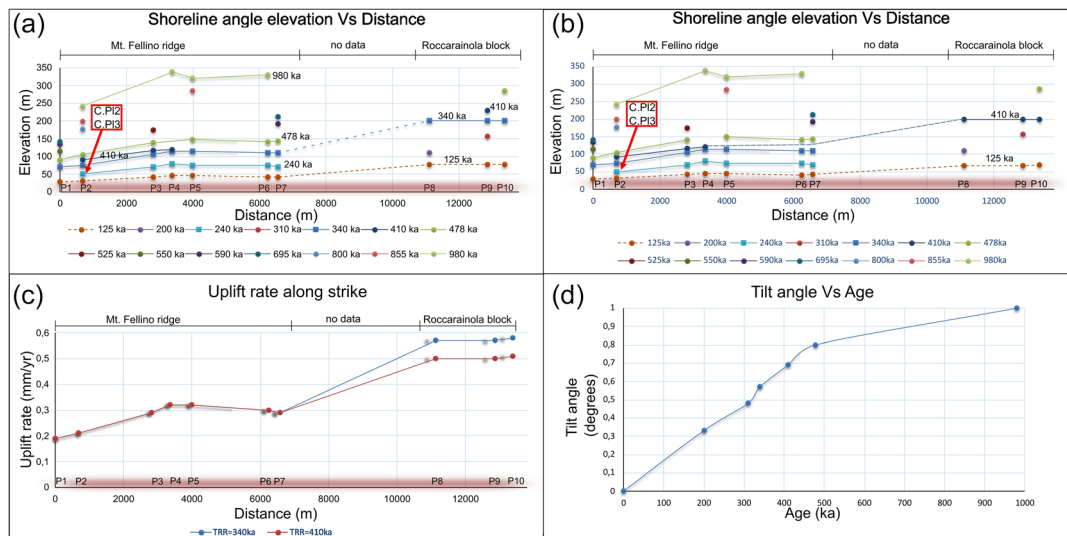 (a)
Shoreline angle elevation Vs Distance
Mt. Fellino ridge
no data
Roccarainola block
Elevation (m)
350
300
250
200
150
100
50
0
C.Pl2
C.Pl3
980 ka
410 ka
478 ka
240 ka
340 ka
410 ka
125 ka
P1 P2 P3 P4 P5 P6 P7 P8 P9 P10
0 2000 4000 6000 8000 10000 12000
Distance (m)
125 ka 200 ka 240 ka 310 ka 340 ka 410 ka 478 ka
525 ka 550 ka 590 ka 695 ka 800 ka 855 ka 980 ka
(b)
Shoreline angle elevation Vs Distance
Mt. Fellino ridge
no data
Roccarainola block
Elevation (m)
350
300
250
200
150
100
50
0
C.Pl2
C.Pl3
410 ka
125 ka
P1 P2 P3 P4 P5 P6 P7 P8 P9 P10
0 2000 4000 6000 8000 10000 12000
Distance (m)
125ka 200ka 240ka 310ka 340ka 410ka 478ka
525ka 550ka 590ka 695ka 800ka 855ka 980ka
(c)
Uplift rate along strike
Mt. Fellino ridge
no data
Roccarainola block
Uplift rate (mm/yr)
0,6
0,5
0,4
0,3
0,2
0,1
0
P1 P2 P3 P4 P5 P6 P7 P8 P9 P10
0 2000 4000 6000 8000 10000 12000
Distance (m)
TRR=340ka TRR=410ka
(d)
Tilt angle Vs Age
Tilt angle
(degrees)
1
0,9
0,8
0,7
0,6
0,5
0,4
0,3
0,2
0,1
0
0 100 200 300 400 500 600 700 800 900 1000
Age (ka)